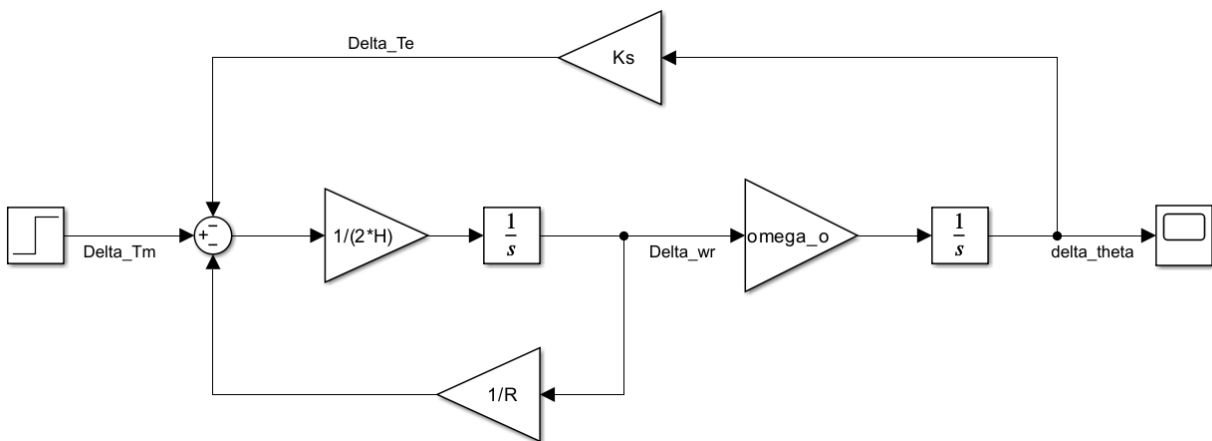 Delta_Te
Ks
Delta_Tm
+
−
−
1/(2*H)
1
s
Delta_wr
omega_o
1
s
delta_theta
1/R